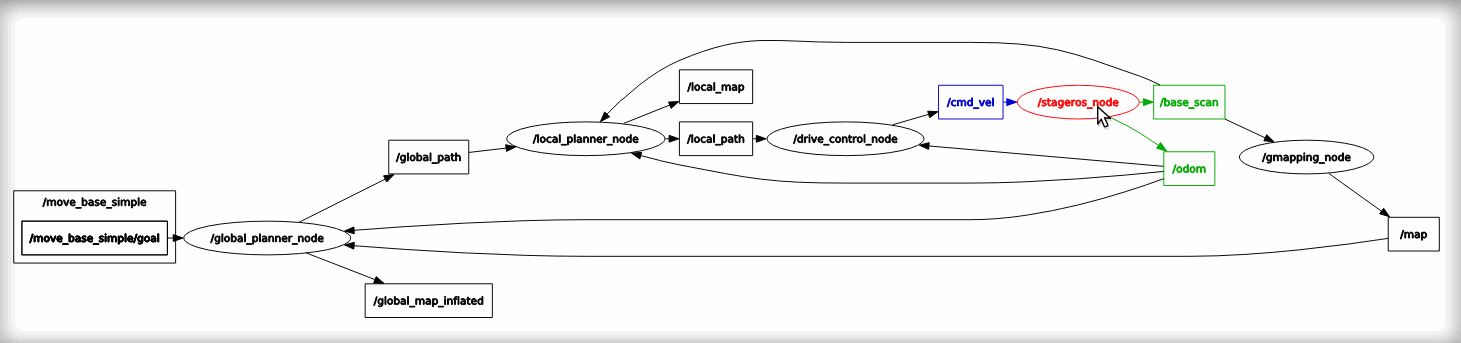 /move_base_simple
/move_base_simple/goal
/global_planner_node
/global_path
/global_map_inflated
/local_planner_node
/local_map
/local_path
/drive_control_node
/cmd_vel
/stageros_node
/base_scan
/odom
/gmapping_node
/map